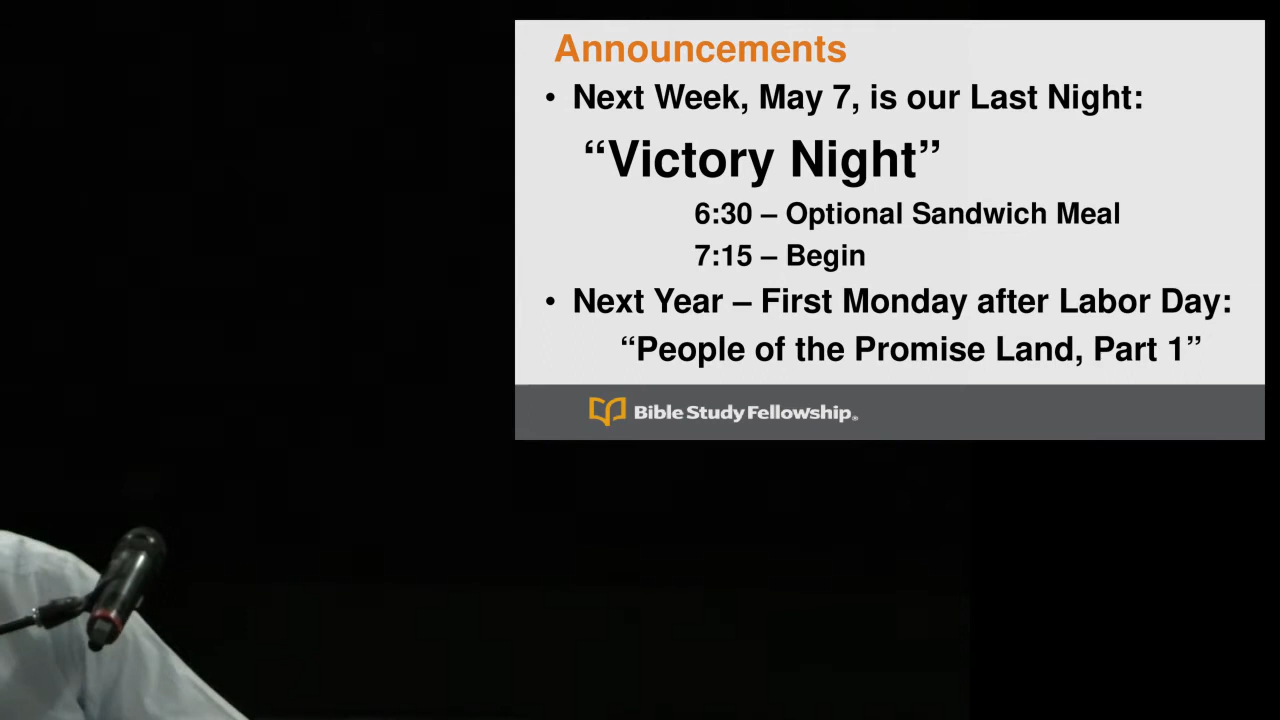 Announcements
• Next Week, May 7, is our Last Night:
“Victory Night”
6:30 – Optional Sandwich Meal
7:15 – Begin
• Next Year – First Monday after Labor Day:
“People of the Promise Land, Part 1”
Bible Study Fellowship®